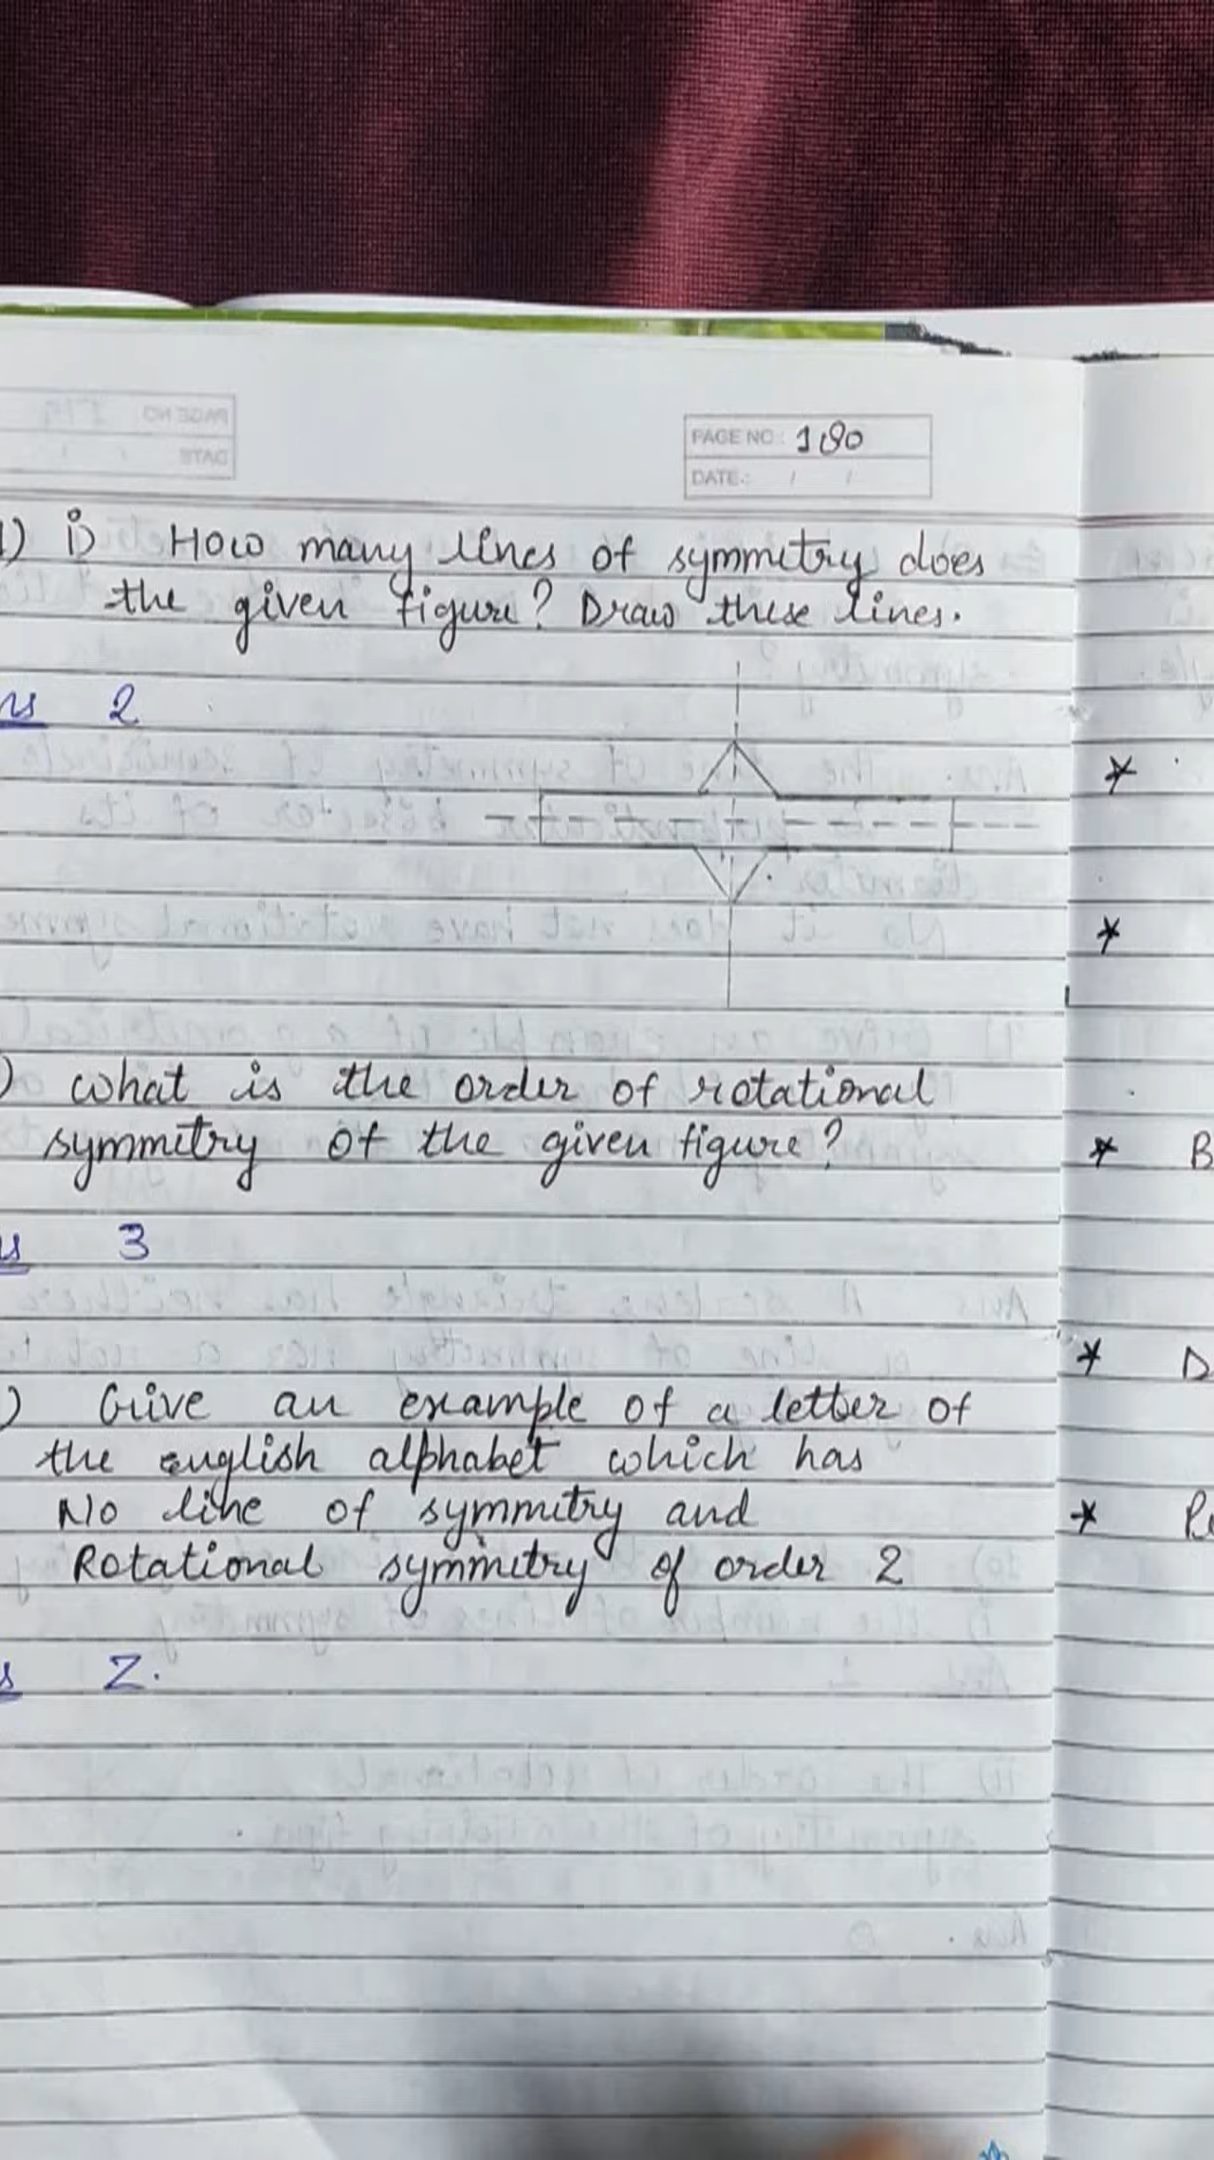 PAGE NO.: 180
DATE.: / /
1) i) How many lines of symmetry does
the given figure? Draw these lines.
ns 2
) what is the order of rotational
symmetry of the given figure?
s 3
) Give an example of a letter of
the english alphabet which has
No line of symmetry and
Rotational symmetry of order 2
s Z.
* B
* D